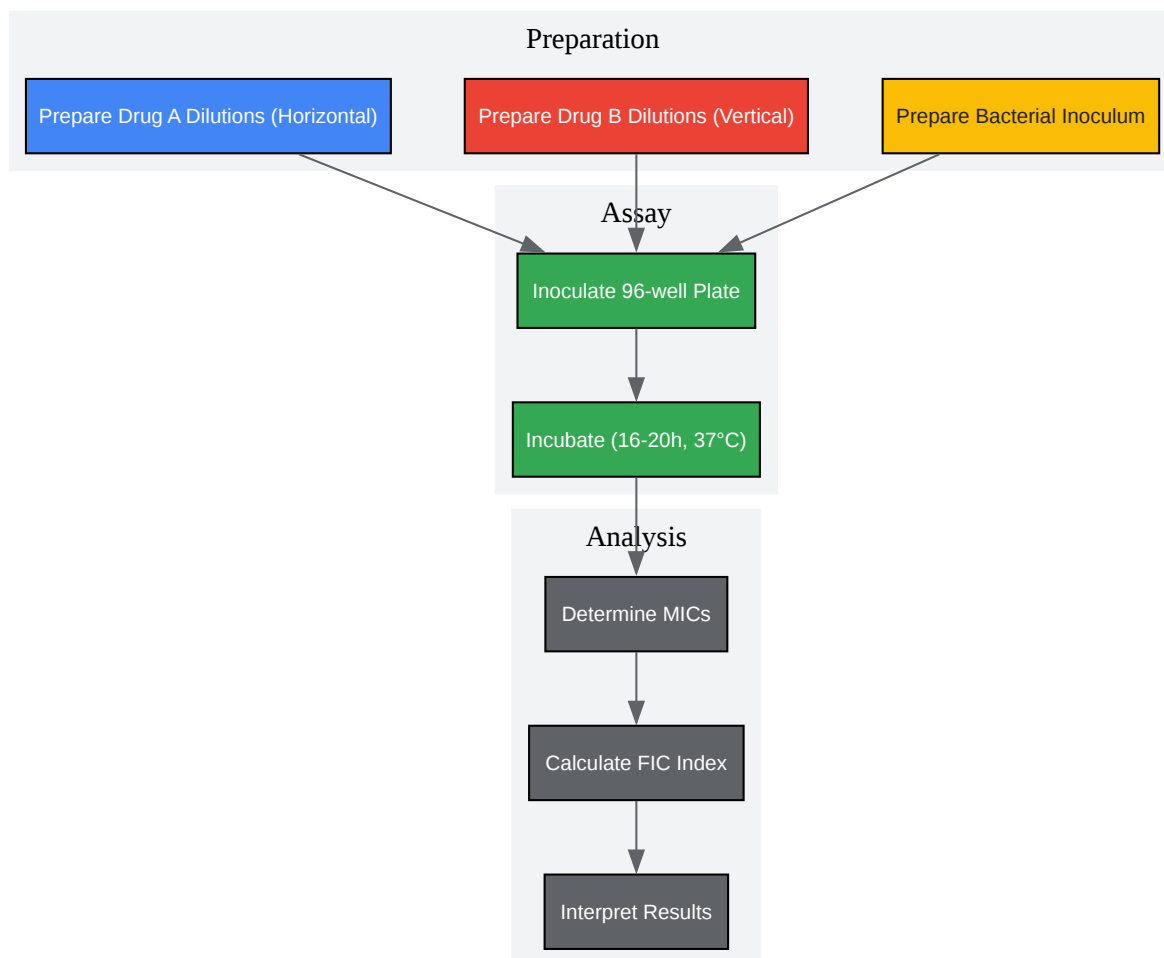 Preparation
Prepare Drug A Dilutions (Horizontal)
Prepare Drug B Dilutions (Vertical)
Prepare Bacterial Inoculum
Assay
Inoculate 96-well Plate
Incubate (16-20h, 37°C)
Analysis
Determine MICs
Calculate FIC Index
Interpret Results